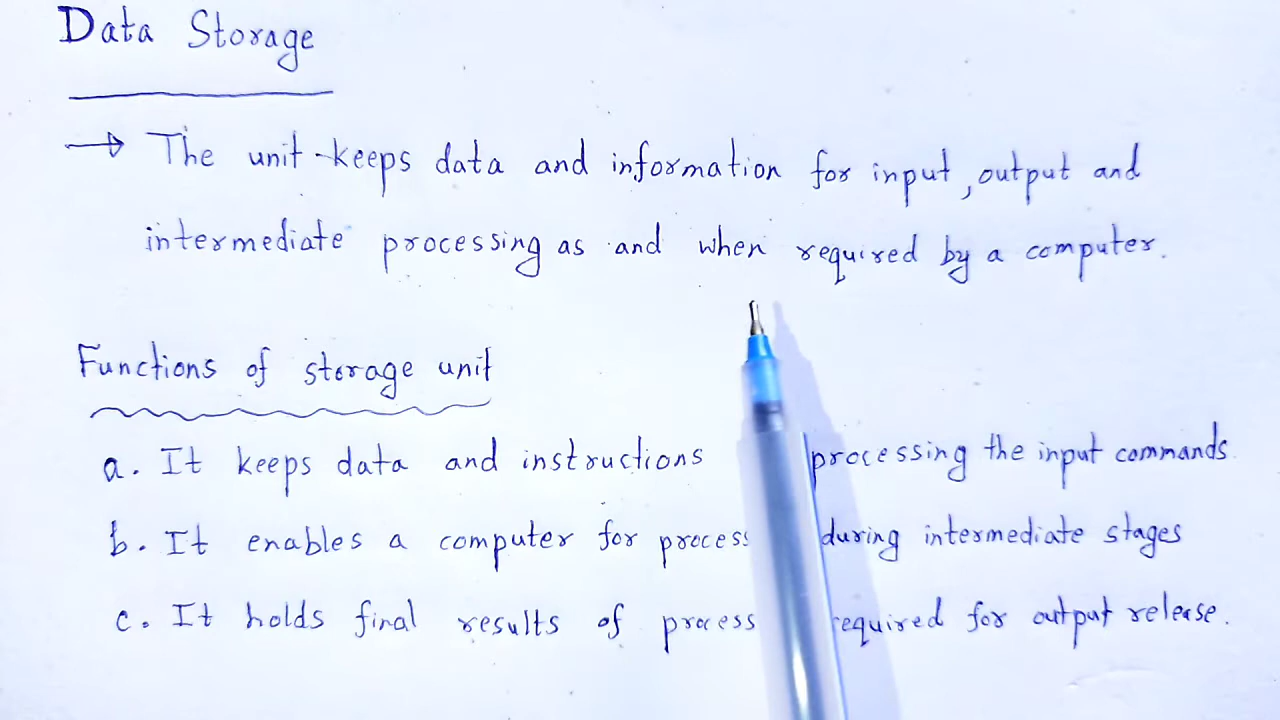 Data Storage
→ The unit keeps data and information for input, output and
intermediate processing as and when required by a computer.
Functions of storage unit
a. It keeps data and instructions processing the input commands.
b. It enables a computer for process during intermediate stages
c. It holds final results of process required for output release.